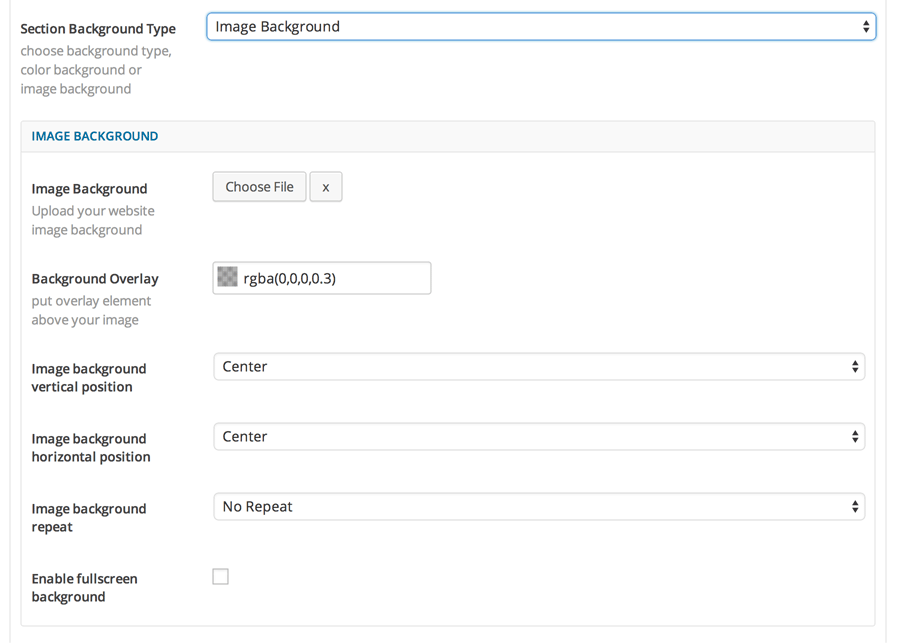 Section Background Type
Image Background
choose background type,
color background or
image background
IMAGE BACKGROUND
Image Background
Choose File
x
Upload your website
image background
Background Overlay
rgba(0,0,0,0.3)
put overlay element
above your image
Image background
vertical position
Center
Image background
horizontal position
Center
Image background
repeat
No Repeat
Enable fullscreen
background